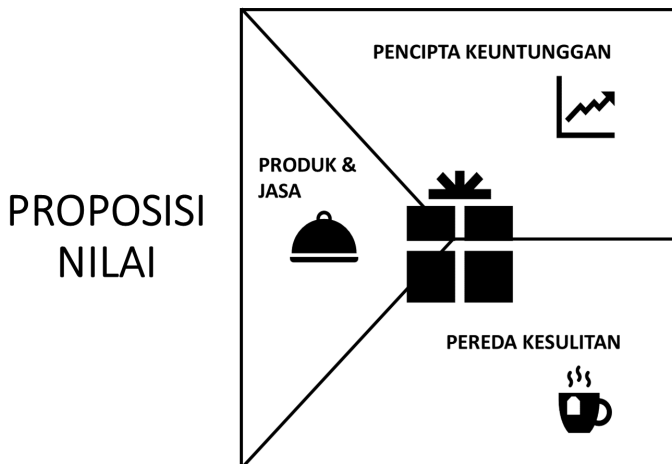 PROPOSISI
NILAI
PENCIPTA KEUNTUNGGAN
PRODUK &
JASA
PEREDA KESULITAN